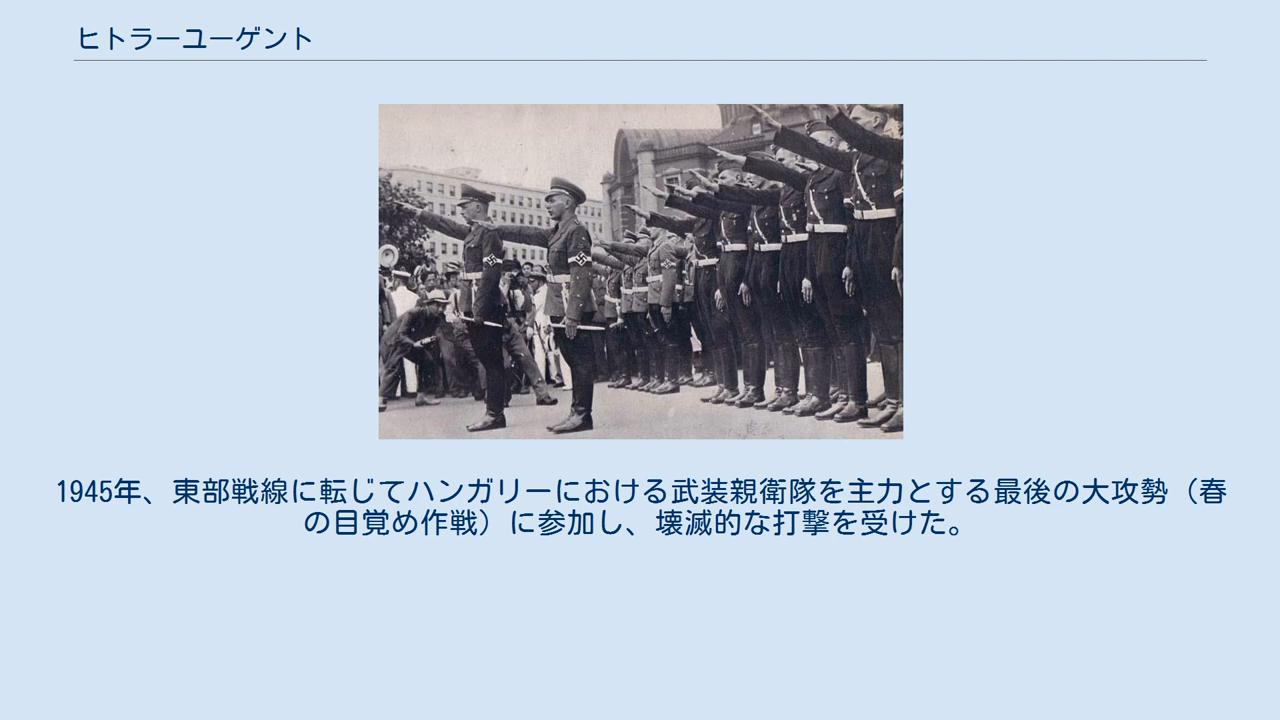 ヒトラーユーゲント
1945年、東部戦線に転じてハンガリーにおける武装親衛隊を主力とする最後の大攻勢（春
の目覚め作戦）に参加し、壊滅的な打撃を受けた。